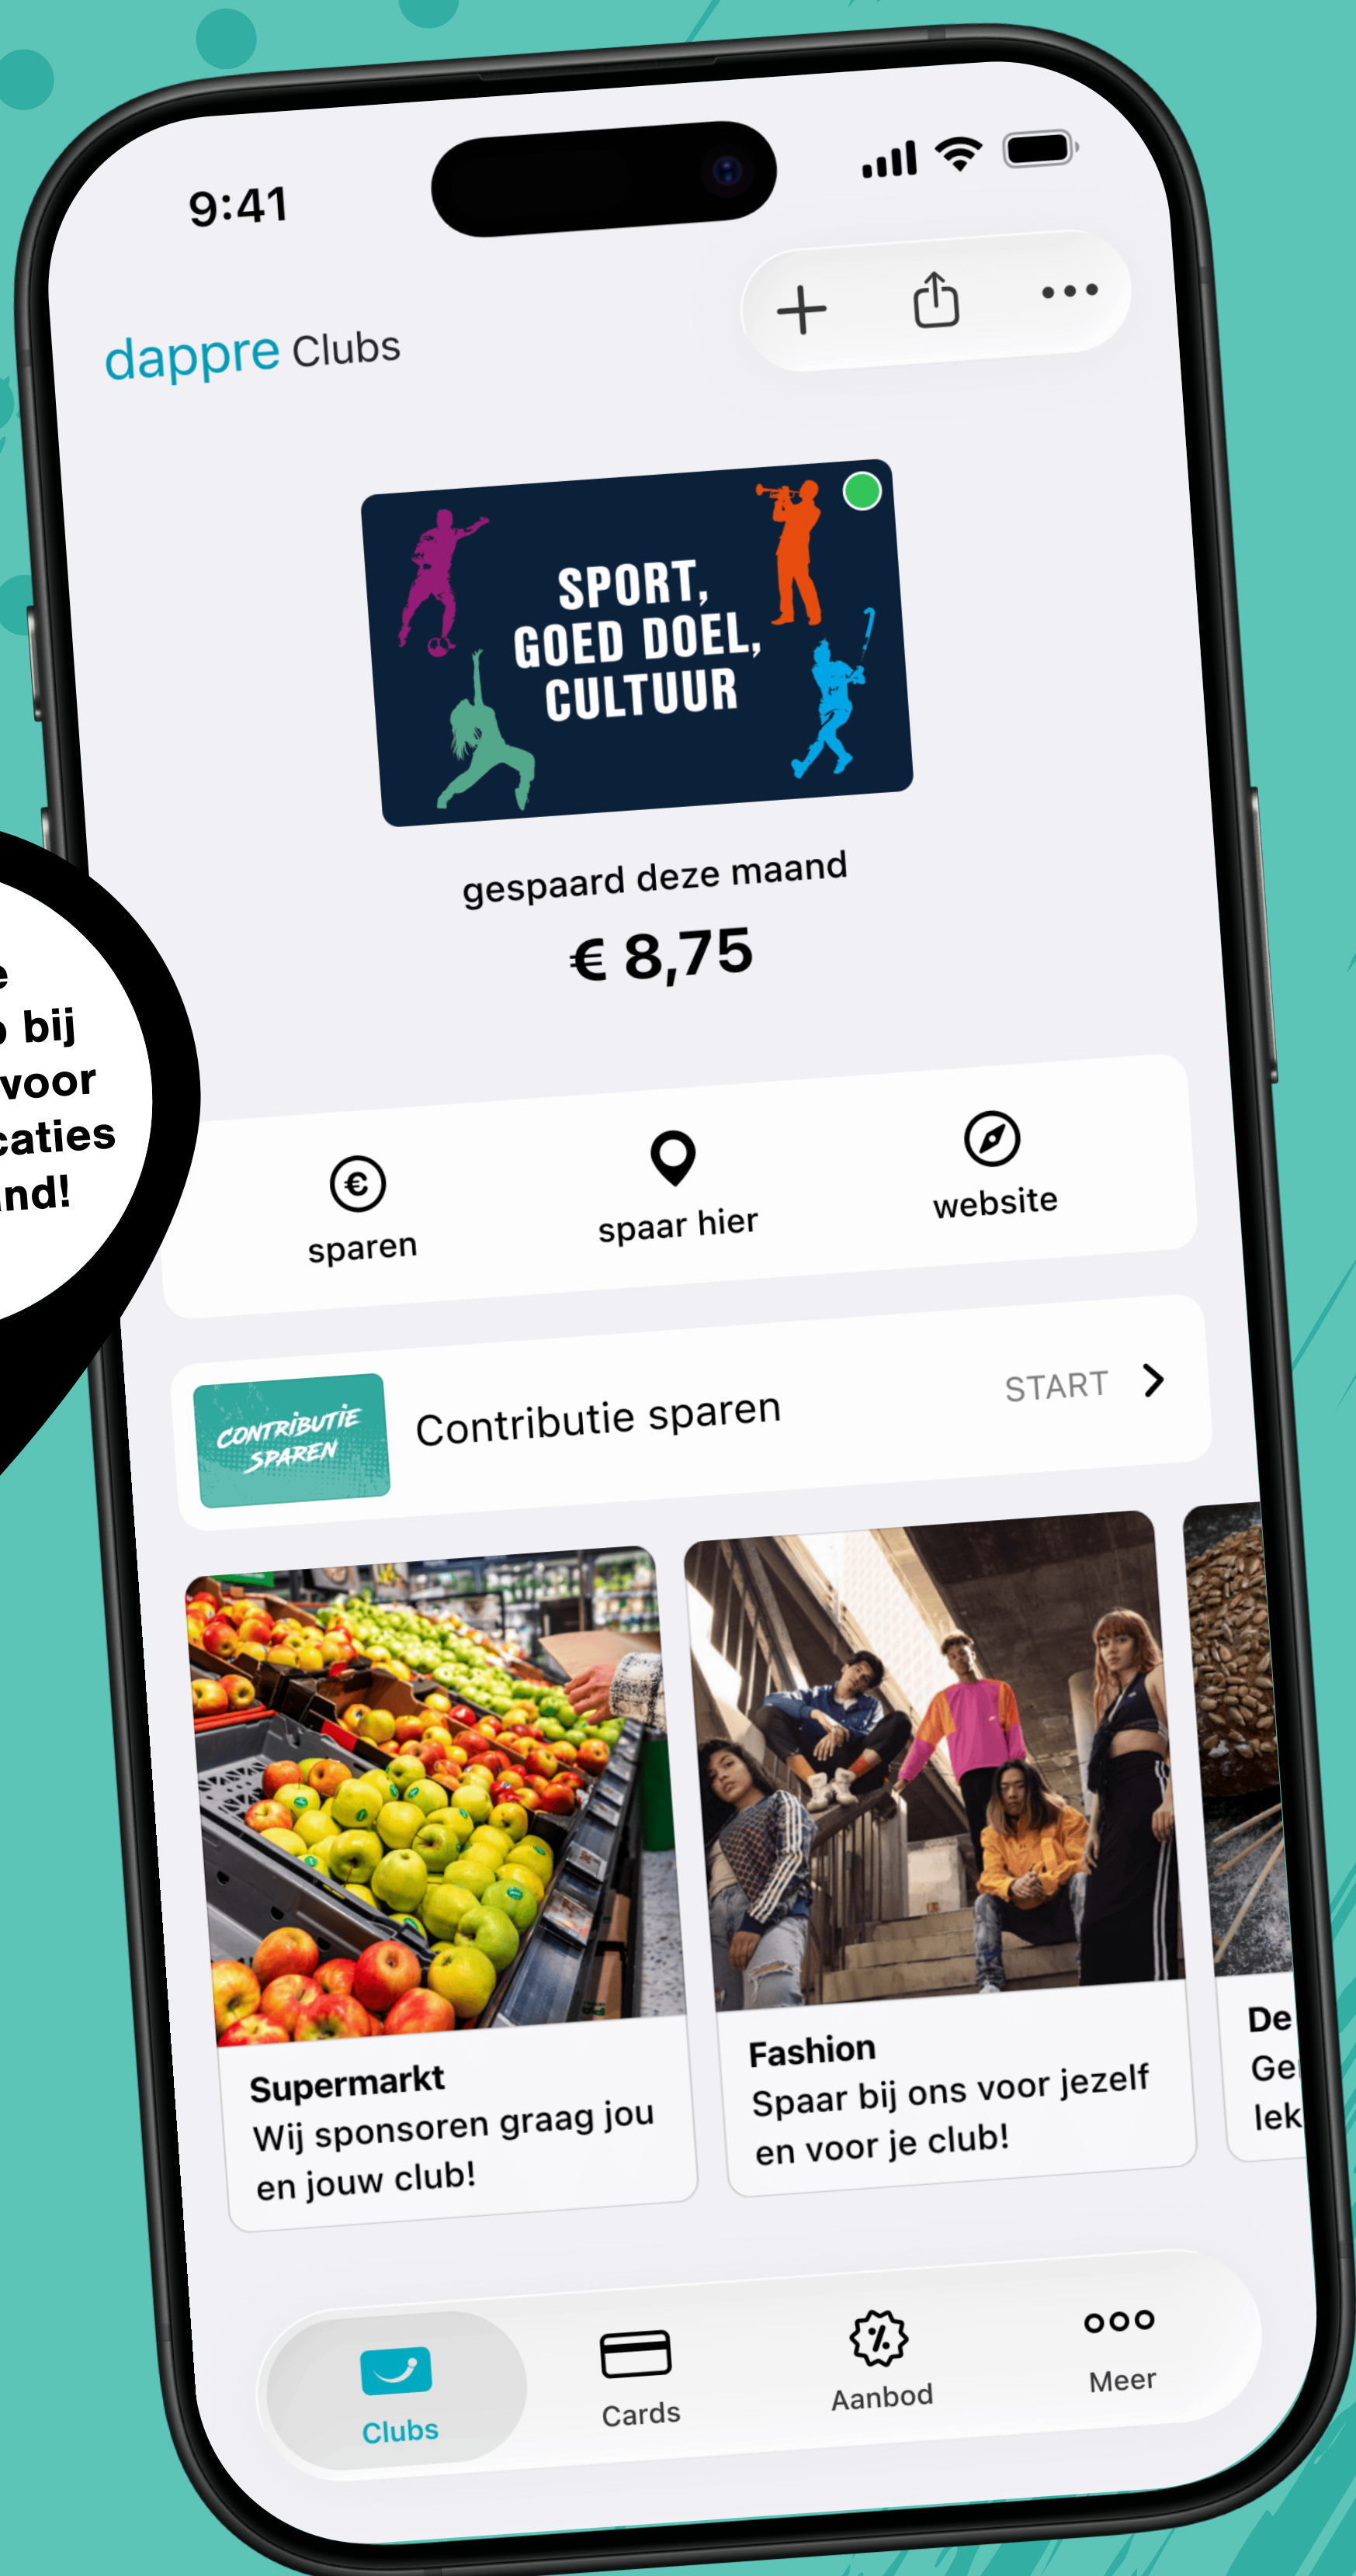 9:41
dappre Clubs
SPORT,
GOED DOEL,
CULTUUR
gespaard deze maand
€ 8,75
bij
voor
sparen
spaar hier
website
CONTRIBUTIE
SPAREN
Contributie sparen
START
Supermarkt
Wij sponsoren graag jou
en jouw club!
Fashion
Spaar bij ons voor jezelf
en voor je club!
De
Clubs
Cards
Aanbod
Meer